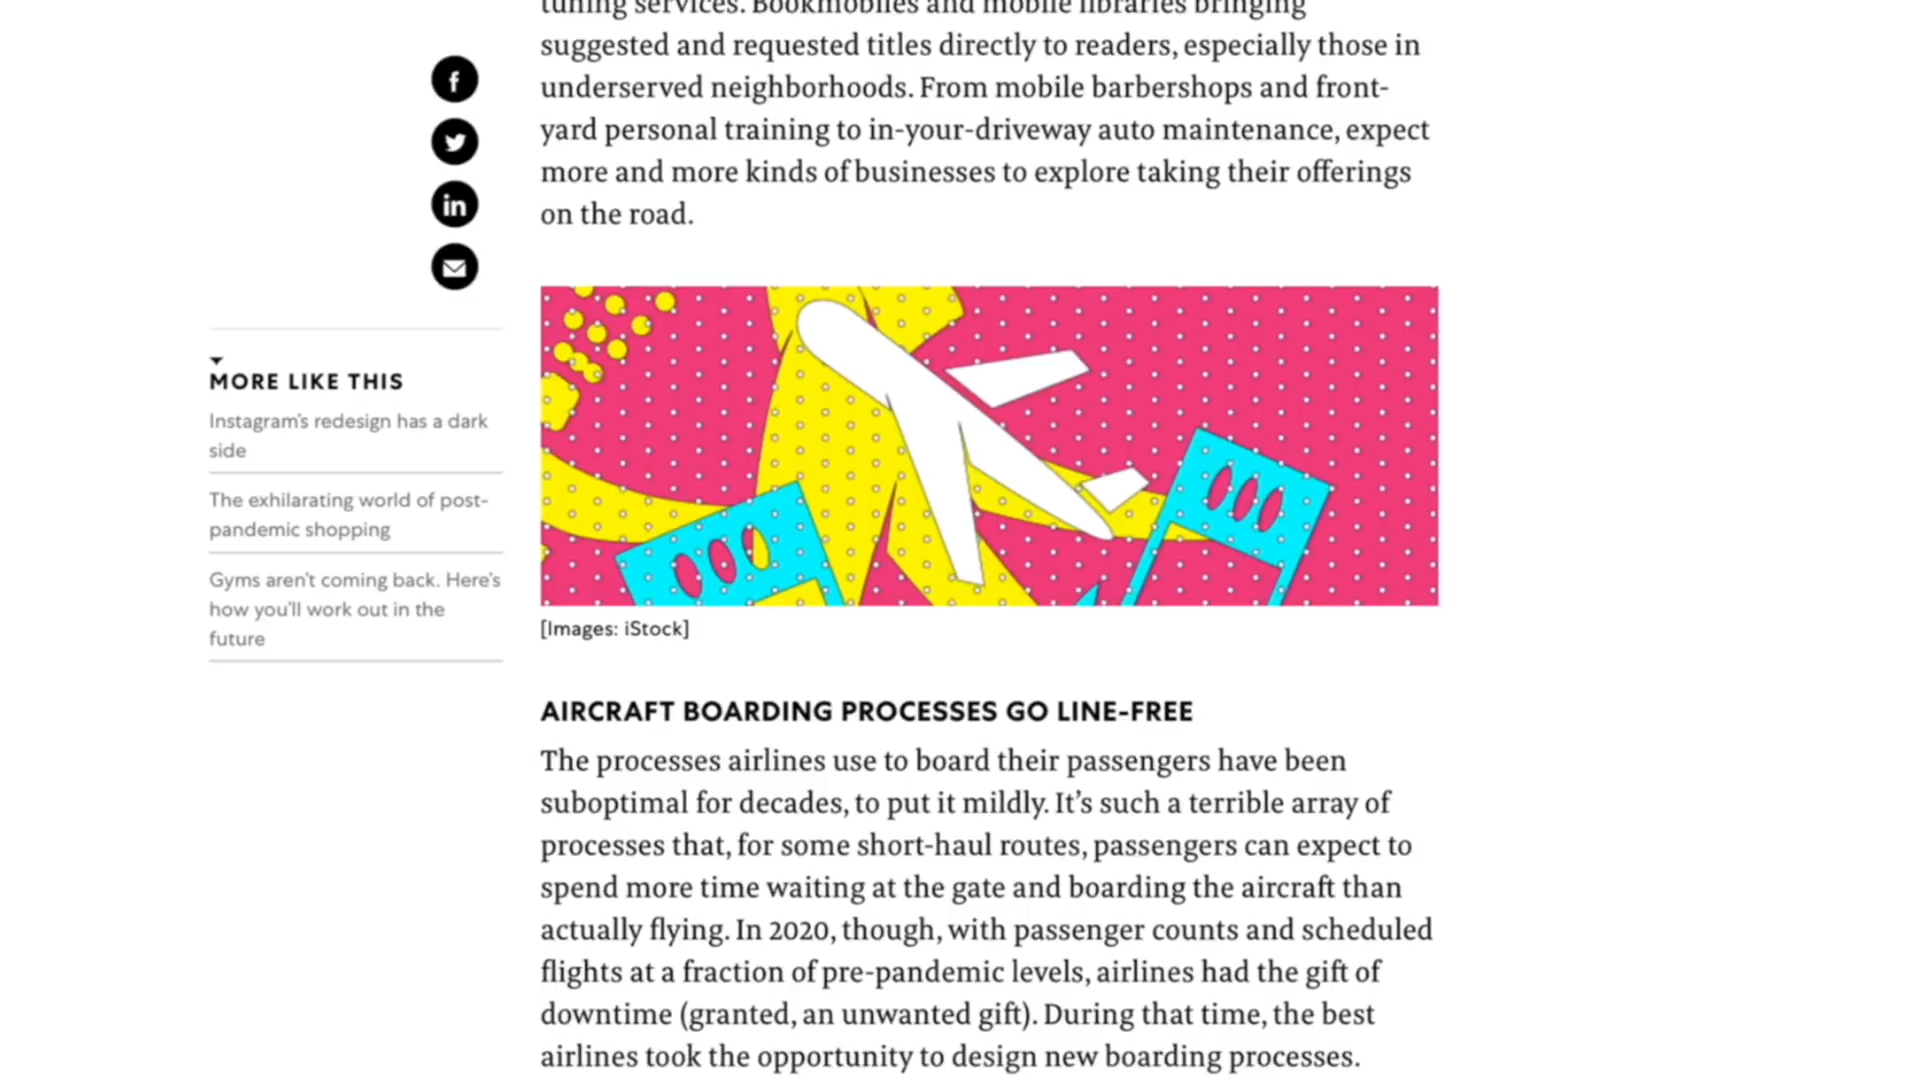 tuning services. Bookmobiles and mobile libraries bringing
suggested and requested titles directly to readers, especially those in
underserved neighborhoods. From mobile barbershops and front-
yard personal training to in-your-driveway auto maintenance, expect
more and more kinds of businesses to explore taking their offerings
on the road.
MORE LIKE THIS
Instagram's redesign has a dark
side
The exhilarating world of post-
pandemic shopping
Gyms aren't coming back. Here's
how you'll work out in the
future
[Images: iStock]
AIRCRAFT BOARDING PROCESSES GO LINE-FREE
The processes airlines use to board their passengers have been
suboptimal for decades, to put it mildly. It’s such a terrible array of
processes that, for some short-haul routes, passengers can expect to
spend more time waiting at the gate and boarding the aircraft than
actually flying. In 2020, though, with passenger counts and scheduled
flights at a fraction of pre-pandemic levels, airlines had the gift of
downtime (granted, an unwanted gift). During that time, the best
airlines took the opportunity to design new boarding processes.